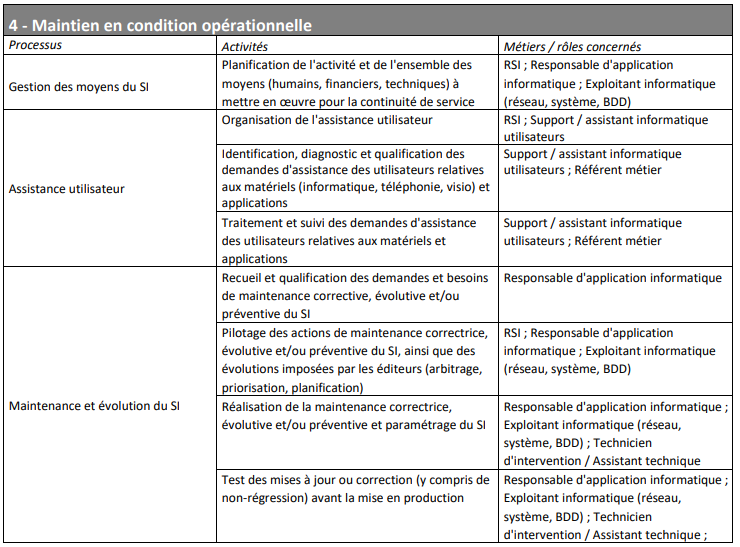 4 - Maintien en condition opérationnelle
Processus
Activités
Métiers / rôles concernés
Gestion des moyens du SI
Planification de l'activité et de l'ensemble des
moyens (humains, financiers, techniques) à
mettre en œuvre pour la continuité de service
RSI ; Responsable d'application
informatique ; Exploitant informatique
(réseau, système, BDD)
Assistance utilisateur
Organisation de l'assistance utilisateur
RSI ; Support / assistant informatique
utilisateurs
Identification, diagnostic et qualification des
demandes d'assistance des utilisateurs relatives
aux matériels (informatique, téléphonie, visio) et
applications
Support / assistant informatique
utilisateurs ; Référent métier
Traitement et suivi des demandes d'assistance
des utilisateurs relatives aux matériels et
applications
Support / assistant informatique
utilisateurs ; Référent métier
Maintenance et évolution du SI
Recueil et qualification des demandes et besoins
de maintenance corrective, évolutive et/ou
préventive du SI
Responsable d'application informatique
Pilotage des actions de maintenance correctrice,
évolutive et/ou préventive du SI, ainsi que des
évolutions imposées par les éditeurs (arbitrage,
priorisation, planification)
RSI ; Responsable d'application
informatique ; Exploitant informatique
(réseau, système, BDD)
Réalisation de la maintenance correctrice,
évolutive et/ou préventive et paramétrage du SI
Responsable d'application informatique ;
Exploitant informatique (réseau,
système, BDD) ; Technicien
d'intervention / Assistant technique
Test des mises à jour ou correction (y compris de
non-régression) avant la mise en production
Responsable d'application informatique ;
Exploitant informatique (réseau,
système, BDD) ; Technicien
d'intervention / Assistant technique ;